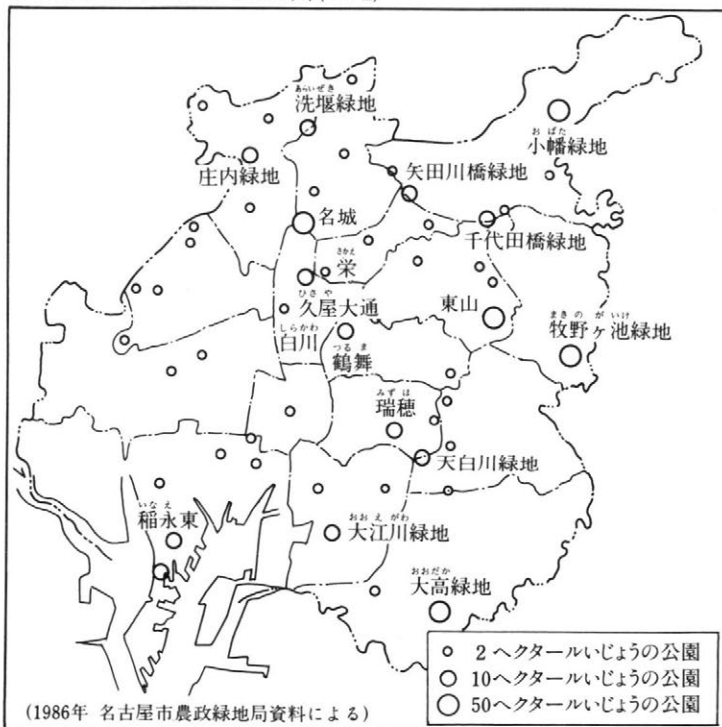 あらいぜき
洗堰緑地
おばた
小幡緑地
庄内緑地
矢田川橋緑地
名城
千代田橋緑地
さかえ
栄
ひさや
久屋大通
東山
まきのがいけ
牧野ヶ池緑地
しらかわ
白川
つるま
鶴舞
みずほ
瑞穂
天白川緑地
いなえ
稲永東
おおえがわ
大江川緑地
おおだか
大高緑地
2ヘクタールいじょうの公園
10ヘクタールいじょうの公園
50ヘクタールいじょうの公園
(1986年 名古屋市農政緑地局資料による)